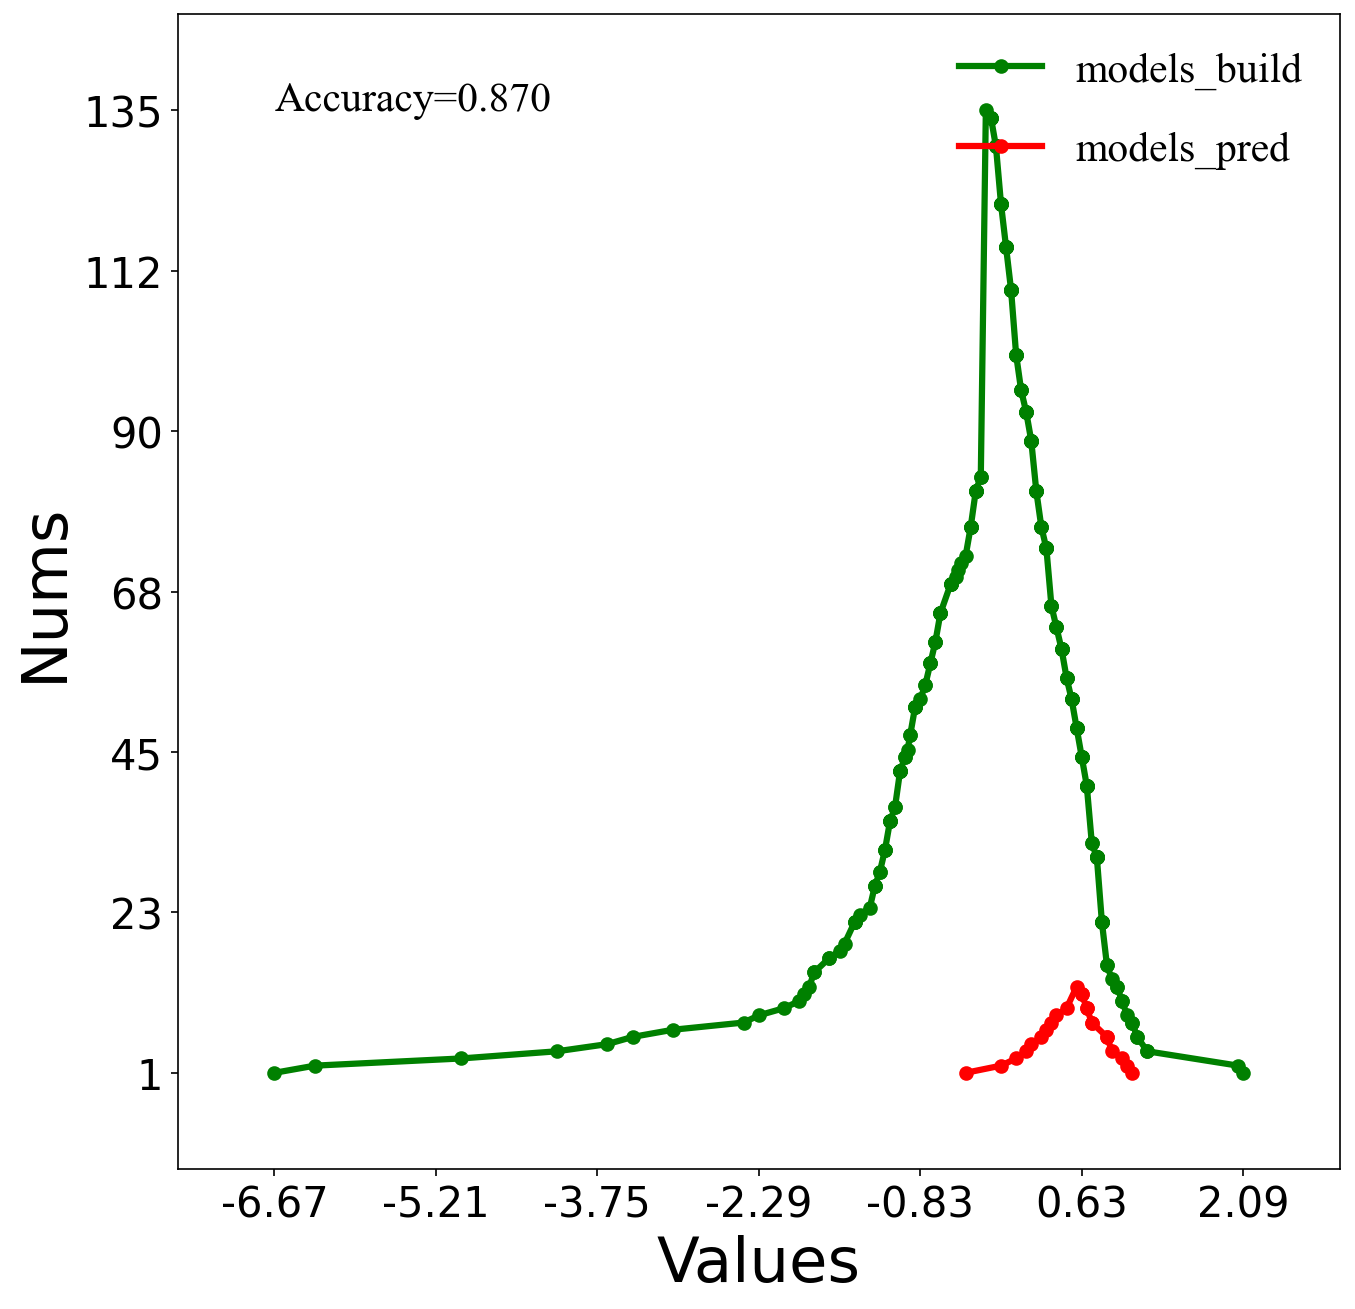 Accuracy=0.870
models_build
models_pred
135
112
90
68
45
23
1
Nums
-6.67 -5.21 -3.75 -2.29 -0.83 0.63 2.09
Values